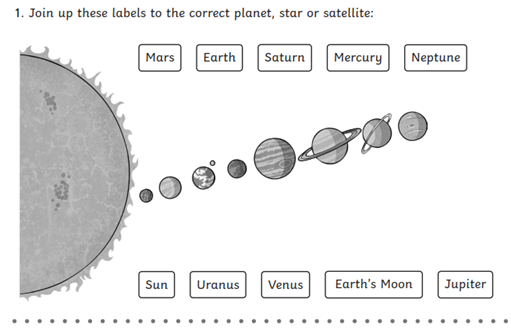 1. Join up these labels to the correct planet, star or satellite:
Mars Earth Saturn Mercury Neptune
Sun Uranus Venus Earth's Moon Jupiter